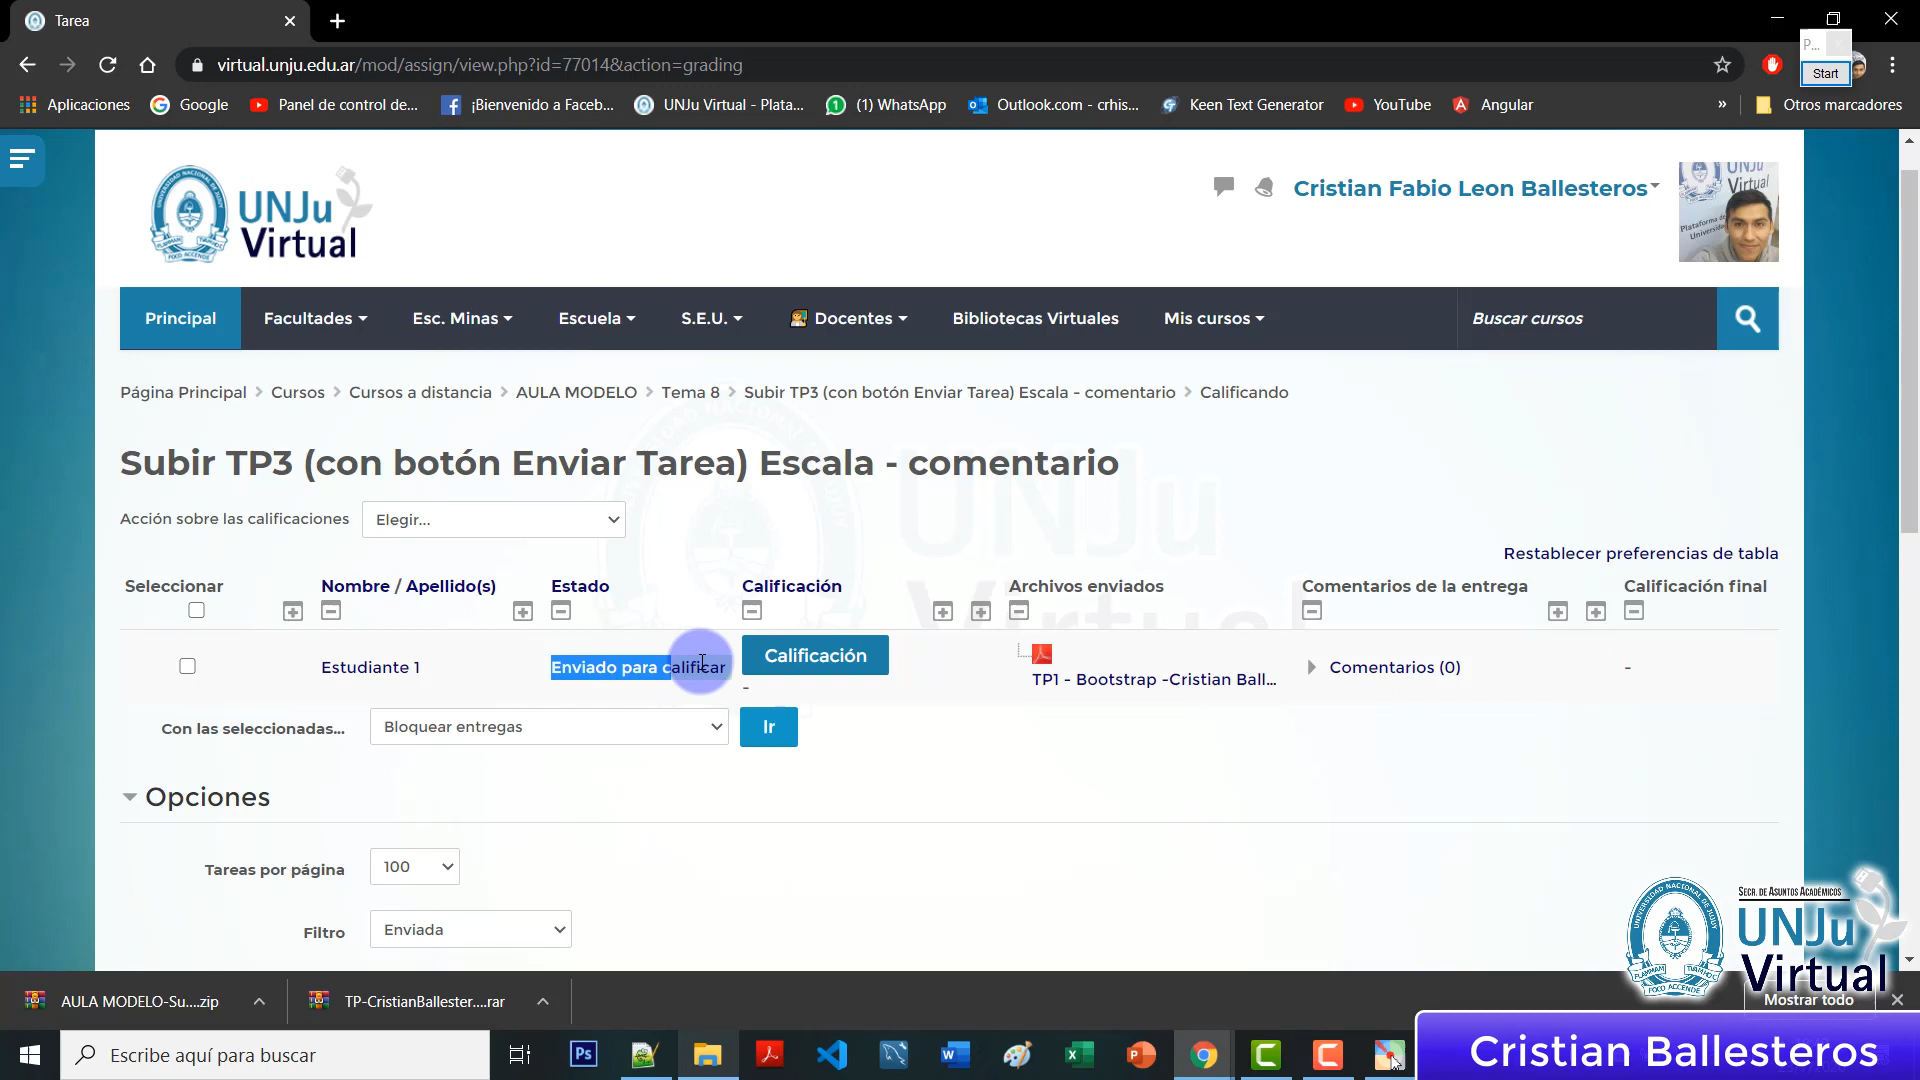 Tarea
virtual.unju.edu.ar/mod/assign/view.php?id=77014&action=grading
P...
Start
Aplicaciones
Google
Panel de control de...
¡Bienvenido a Faceb...
UNJu Virtual - Plata...
(1) WhatsApp
Outlook.com - crhis...
Keen Text Generator
YouTube
Angular
»
Otros marcadores
UNJu
Virtual
Cristian Fabio Leon Ballesteros
Principal
Facultades
Esc. Minas
Escuela
S.E.U.
Docentes
Bibliotecas Virtuales
Mis cursos
Buscar cursos
Página Principal > Cursos > Cursos a distancia > AULA MODELO > Tema 8 > Subir TP3 (con botón Enviar Tarea) Escala - comentario > Calificando
Subir TP3 (con botón Enviar Tarea) Escala - comentario
Acción sobre las calificaciones
Elegir...
Restablecer preferencias de tabla
Seleccionar
Nombre / Apellido(s)
Estado
Calificación
Archivos enviados
Comentarios de la entrega
Calificación final
Estudiante 1
Enviado para calificar
Calificación
-
TP1 - Bootstrap -Cristian Ball...
Comentarios (0)
-
Con las seleccionadas...
Bloquear entregas
Ir
Opciones
Tareas por página
100
Filtro
Enviada
Secr. de Asuntos Académicos
UNJu
Virtual
AULA MODELO-Su....zip
TP-CristianBallester....rar
Mostrar todo
Escribe aquí para buscar
Cristian Ballesteros